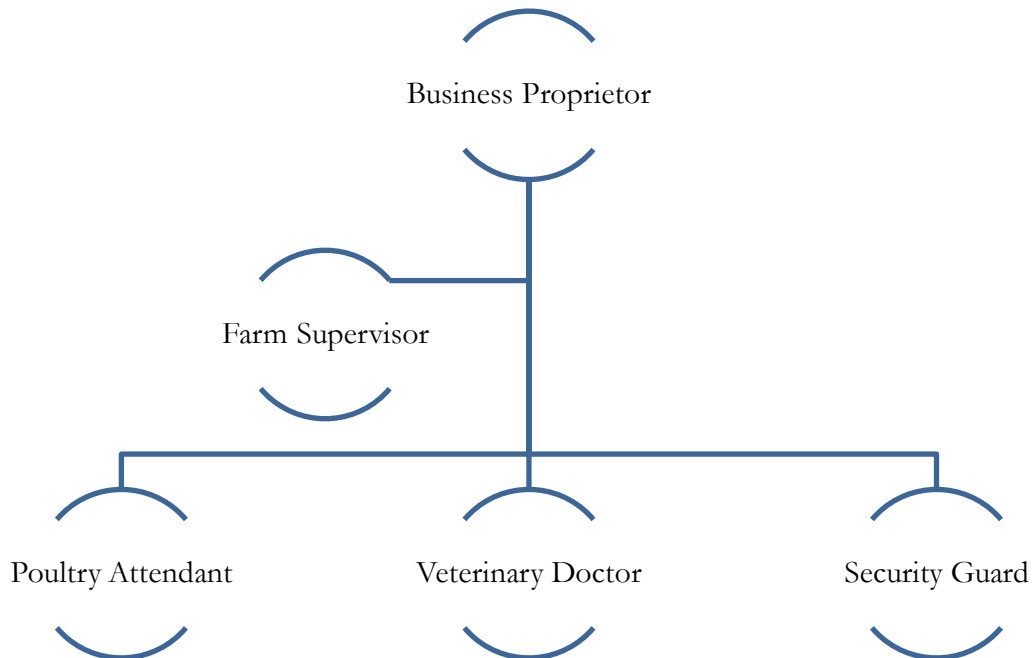 Business Proprietor
Farm Supervisor
Poultry Attendant
Veterinary Doctor
Security Guard